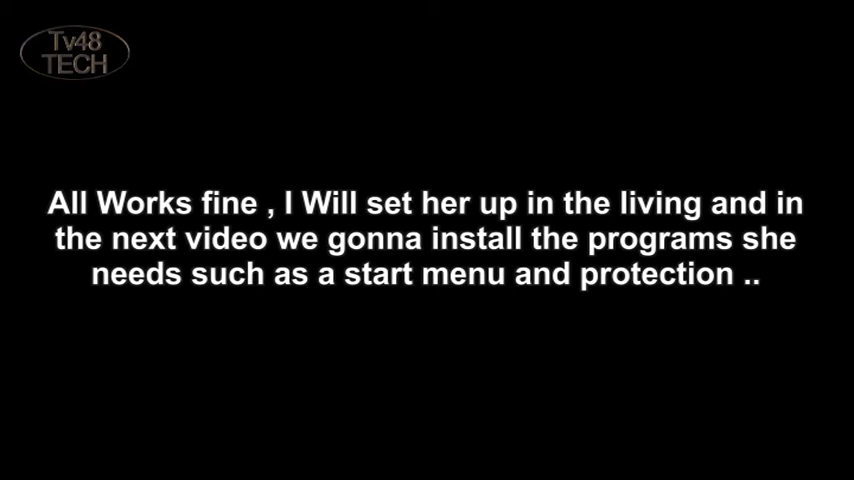 Tv48
TECH
All Works fine , I Will set her up in the living and in
the next video we gonna install the programs she
needs such as a start menu and protection ..